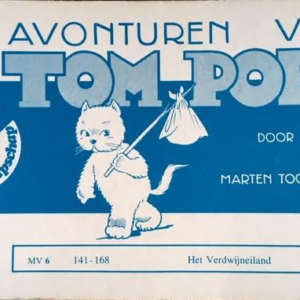 AVONTUREN V
TOM POE
DOOR
MARTEN TOO
MV 6 141-168 Het Verdwijneiland